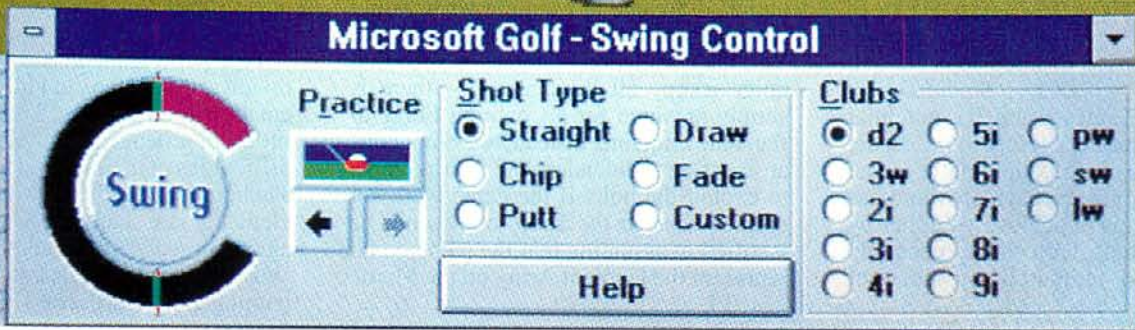 Microsoft Golf - Swing Control
Swing
Practice
Shot Type
Straight
Draw
Chip
Fade
Putt
Custom
Help
Clubs
d2 5i pw
3w 6i sw
2i 7i lw
3i 8i
4i 9i